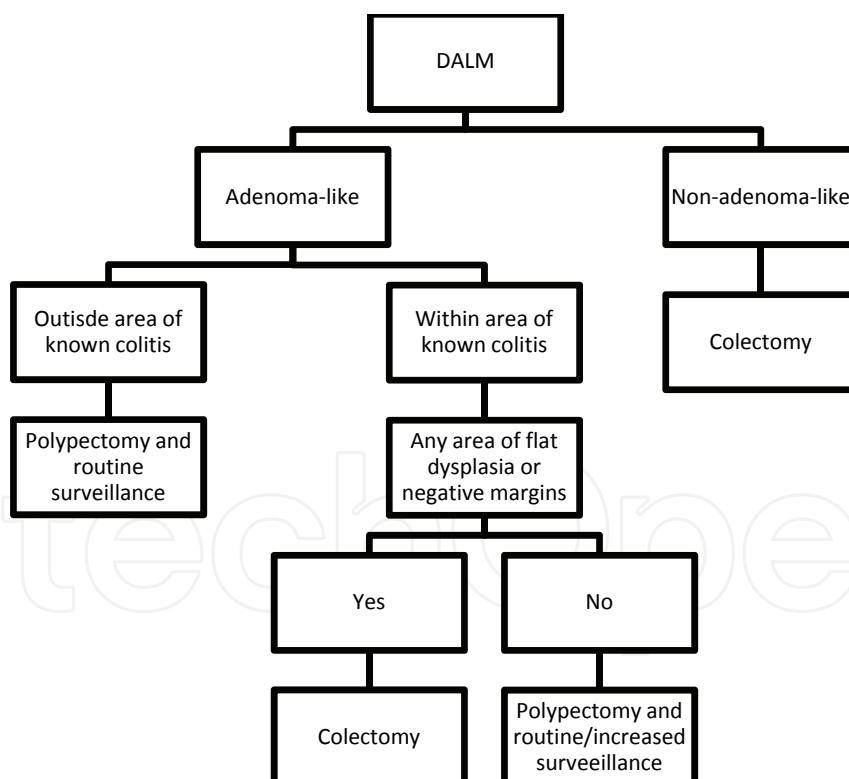 DALM
Adenoma-like
Non-adenoma-like
Outisde area of
known colitis
Within area of
known colitis
Colectomy
Polypectomy and
routine
surveillance
Any area of flat
dysplasia or
negative margins
Yes
No
Colectomy
Polypectomy and
routine/increased
surveeillance